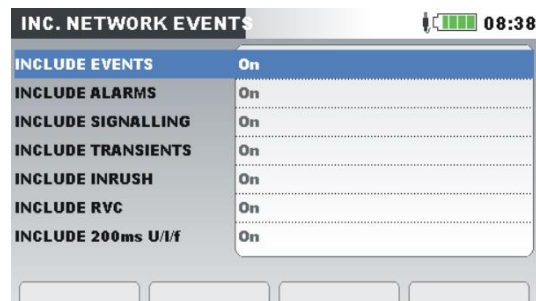 INC. NETWORK EVENTS 08:38
INCLUDE EVENTS On
INCLUDE ALARMS On
INCLUDE SIGNALLING On
INCLUDE TRANSIENTS On
INCLUDE INRUSH On
INCLUDE RVC On
INCLUDE 200ms U/I/f On